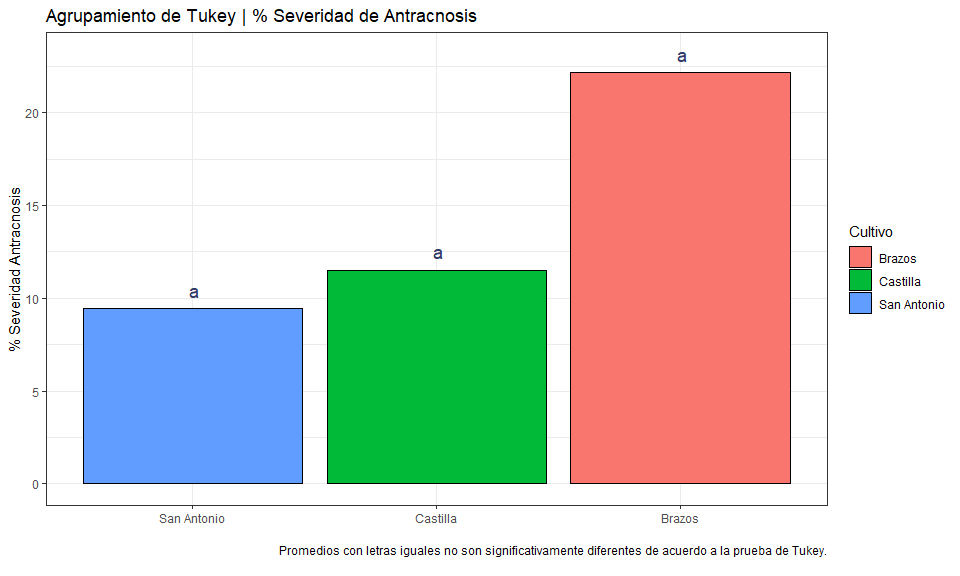 Agrupamiento de Tukey | % Severidad de Antracnosis
% Severidad Antracnosis
20
15
10
5
0
a
a
a
San Antonio
Castilla
Brazos
Cultivo
Brazos
Castilla
San Antonio
Promedios con letras iguales no son significativamente diferentes de acuerdo a la prueba de Tukey.